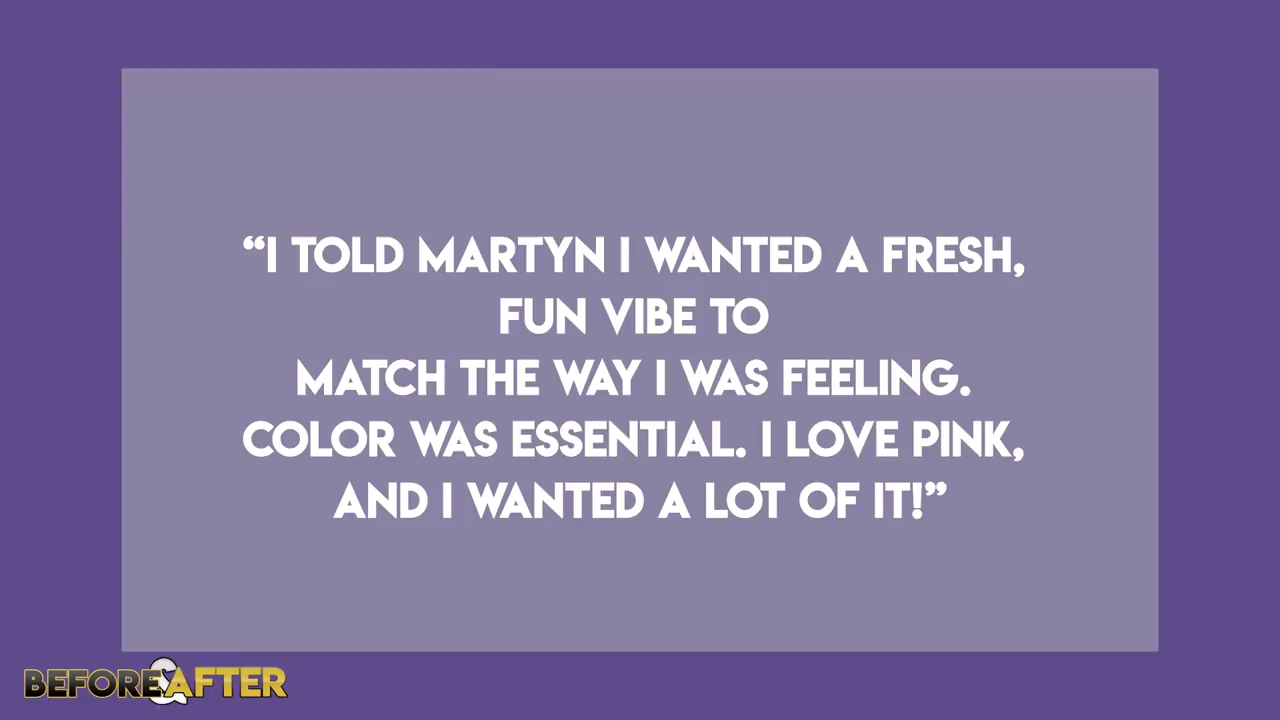 “I TOLD MARTYN I WANTED A FRESH,
FUN VIBE TO
MATCH THE WAY I WAS FEELING.
COLOR WAS ESSENTIAL. I LOVE PINK,
AND I WANTED A LOT OF IT!”
BEFORE&AFTER